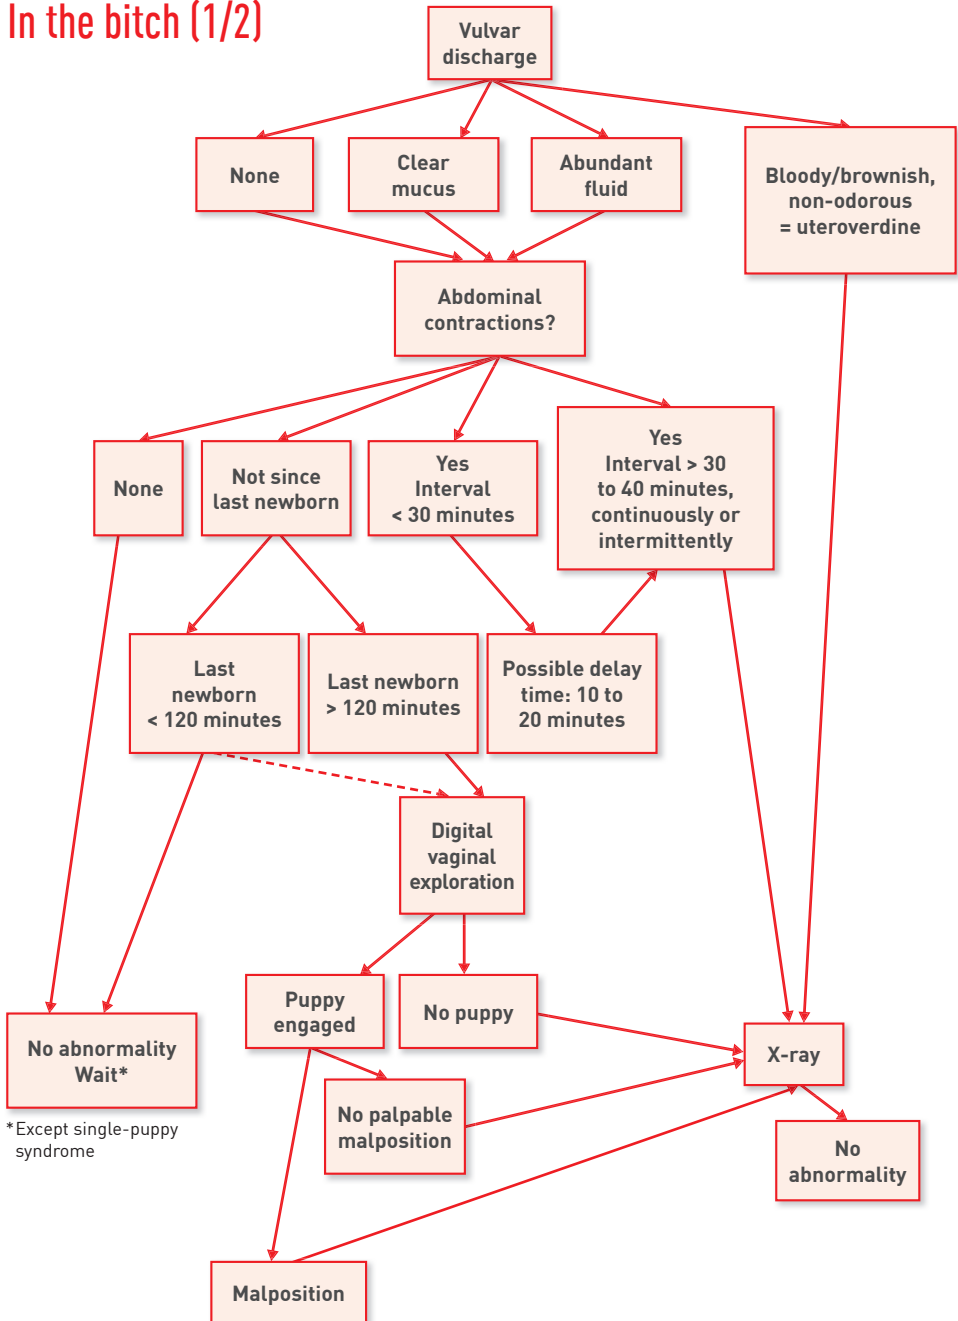 In the bitch (1/2)
Vulvar
discharge
None
Clear
mucus
Abundant
fluid
Bloody/brownish,
non-odorous
= uteroverdine
Abdominal
contractions?
None
Not since
last newborn
Yes
Interval
< 30 minutes
Yes
Interval > 30
to 40 minutes,
continuously or
intermittently
Last
newborn
< 120 minutes
Last newborn
> 120 minutes
Possible delay
time: 10 to
20 minutes
Digital
vaginal
exploration
Puppy
engaged
No puppy
No abnormality
Wait*
*Except single-puppy
syndrome
X-ray
No palpable
malposition
No
abnormality
Malposition